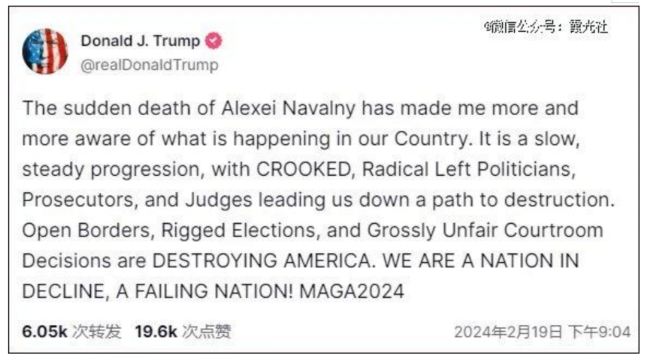 @微信公众号：霞光社
Donald J. Trump
@realDonaldTrump
The sudden death of Alexei Navalny has made me more and
more aware of what is happening in our Country. It is a slow,
steady progression, with CROOKED, Radical Left Politicians,
Prosecutors, and Judges leading us down a path to destruction.
Open Borders, Rigged Elections, and Grossly Unfair Courtroom
Decisions are DESTROYING AMERICA. WE ARE A NATION IN
DECLINE, A FAILING NATION! MAGA2024
6.05k 次转发 19.6k 次点赞 2024年2月19日 下午9:04